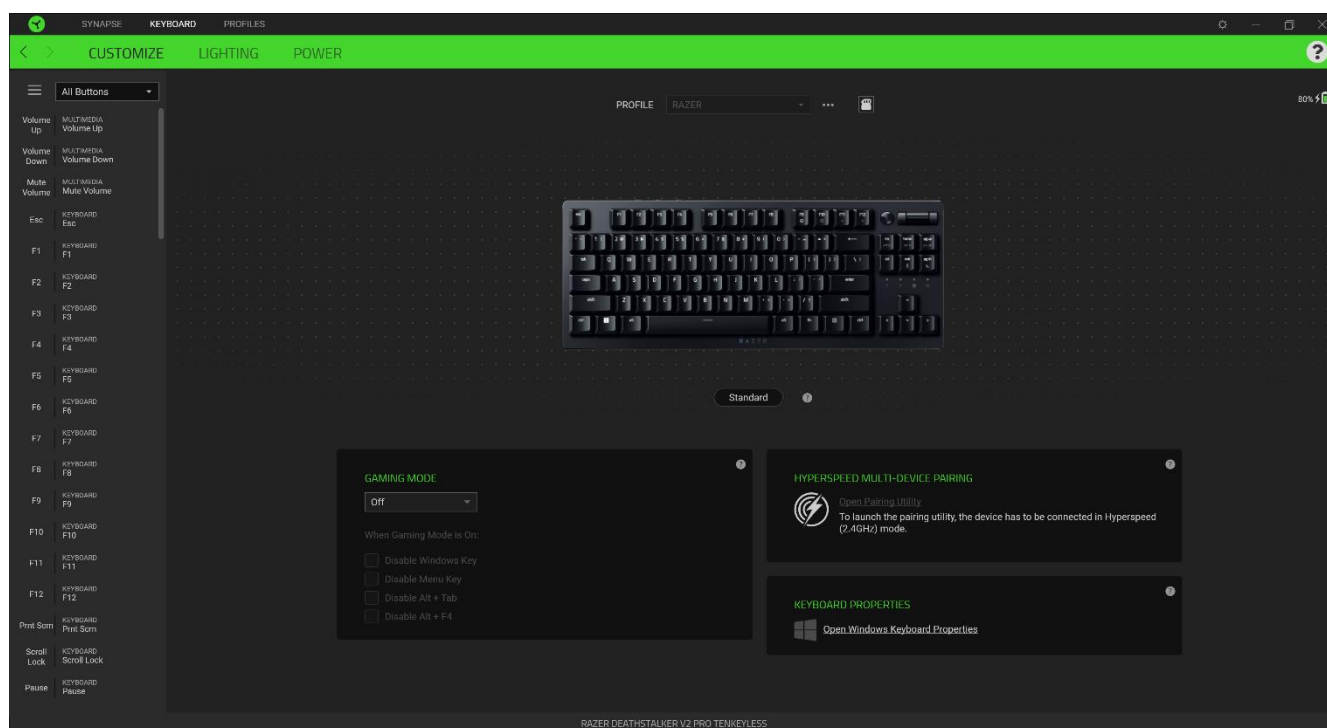 SYNAPSE KEYBOARD PROFILES
CUSTOMIZE LIGHTING POWER
All Buttons
PROFILE RAZER
80%
Volume Up MULTIMEDIA Volume Up
Volume Down MULTIMEDIA Volume Down
Mute Volume MULTIMEDIA Mute Volume
Esc KEYBOARD Esc
F1 KEYBOARD F1
F2 KEYBOARD F2
F3 KEYBOARD F3
F4 KEYBOARD F4
F5 KEYBOARD F5
F6 KEYBOARD F6
F7 KEYBOARD F7
F8 KEYBOARD F8
F9 KEYBOARD F9
F10 KEYBOARD F10
F11 KEYBOARD F11
F12 KEYBOARD F12
Prnt Scrn KEYBOARD Prnt Scrn
Scroll Lock KEYBOARD Scroll Lock
Pause KEYBOARD Pause
RAZER
Standard
GAMING MODE
Off
When Gaming Mode is On:
Disable Windows Key
Disable Menu Key
Disable Alt + Tab
Disable Alt + F4
HYPERSPEED MULTI-DEVICE PAIRING
Open Pairing Utility
To launch the pairing utility, the device has to be connected in Hyperspeed
(2.4GHz) mode.
KEYBOARD PROPERTIES
Open Windows Keyboard Properties
RAZER DEATHSTALKER V2 PRO TENKEYLESS